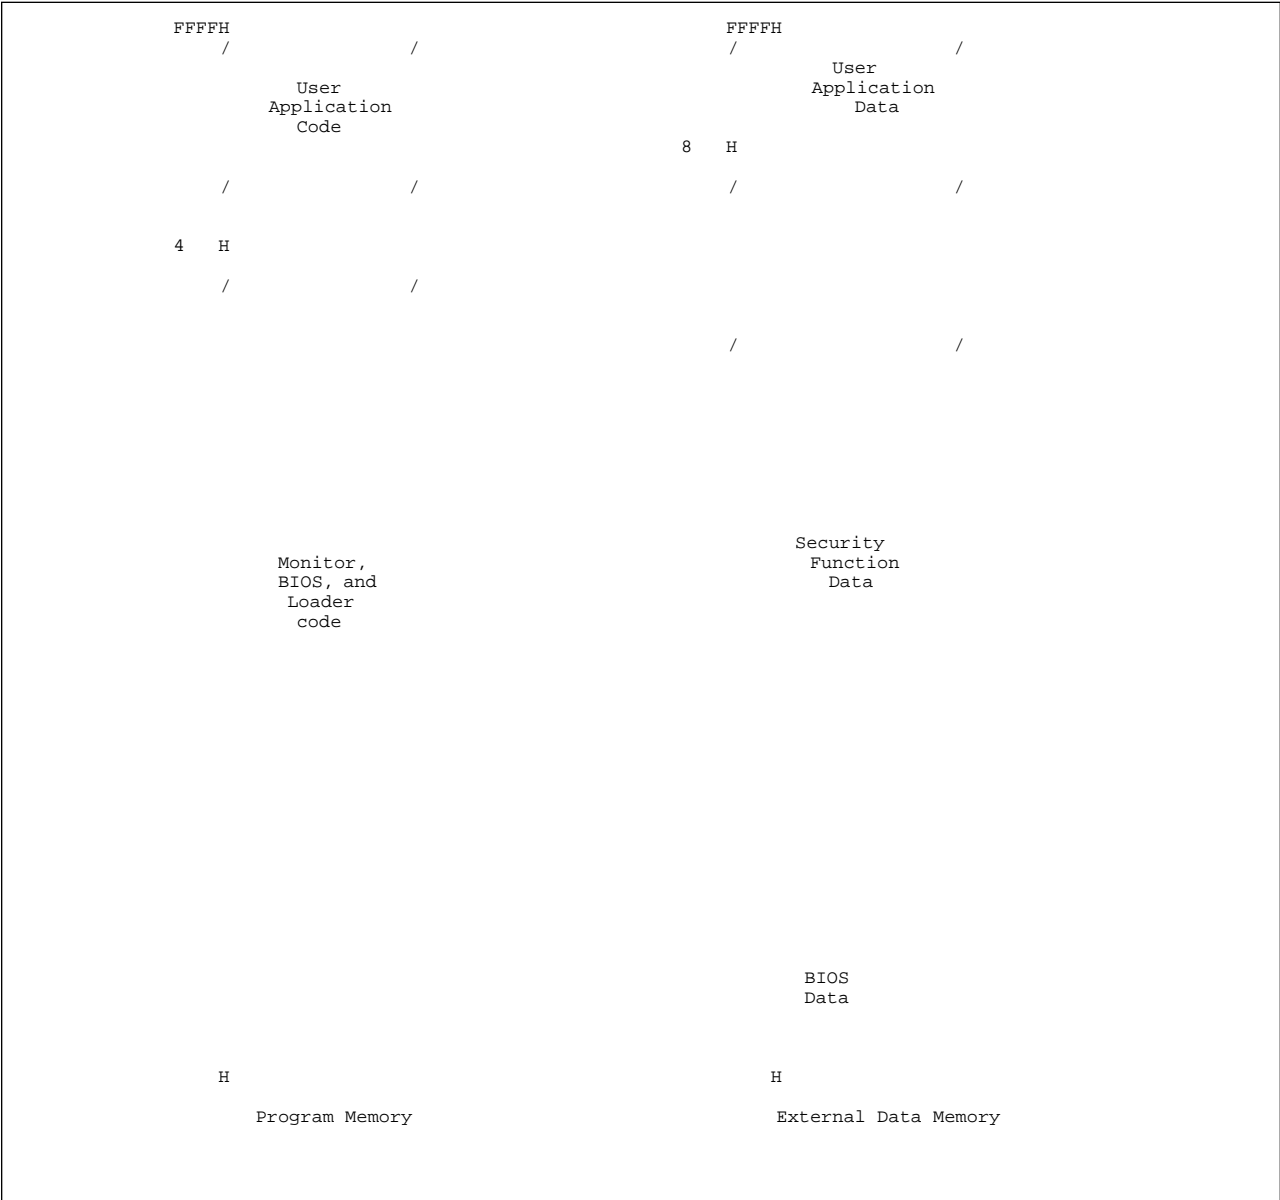 FFFFH FFFFH
/ / / /
User
User Application
Application Data
Code
8 H
/ / / /
4 H
/ /
/ /
Security
Monitor, Function
BIOS, and Data
Loader
code
BIOS
Data
H H
Program Memory External Data Memory